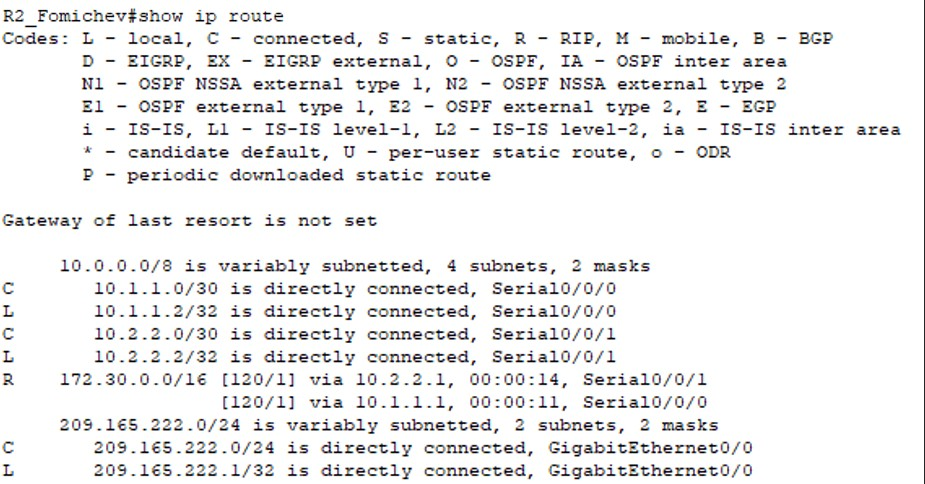 R2_Fomichev#show ip route
Codes: L - local, C - connected, S - static, R - RIP, M - mobile, B - BGP
       D - EIGRP, EX - EIGRP external, O - OSPF, IA - OSPF inter area
       N1 - OSPF NSSA external type 1, N2 - OSPF NSSA external type 2
       E1 - OSPF external type 1, E2 - OSPF external type 2, E - EGP
       i - IS-IS, L1 - IS-IS level-1, L2 - IS-IS level-2, ia - IS-IS inter area
       * - candidate default, U - per-user static route, o - ODR
       P - periodic downloaded static route

Gateway of last resort is not set

     10.0.0.0/8 is variably subnetted, 4 subnets, 2 masks
C       10.1.1.0/30 is directly connected, Serial0/0/0
L       10.1.1.2/32 is directly connected, Serial0/0/0
C       10.2.2.0/30 is directly connected, Serial0/0/1
L       10.2.2.2/32 is directly connected, Serial0/0/1
R    172.30.0.0/16 [120/1] via 10.2.2.1, 00:00:14, Serial0/0/1
                   [120/1] via 10.1.1.1, 00:00:11, Serial0/0/0
     209.165.222.0/24 is variably subnetted, 2 subnets, 2 masks
C       209.165.222.0/24 is directly connected, GigabitEthernet0/0
L       209.165.222.1/32 is directly connected, GigabitEthernet0/0